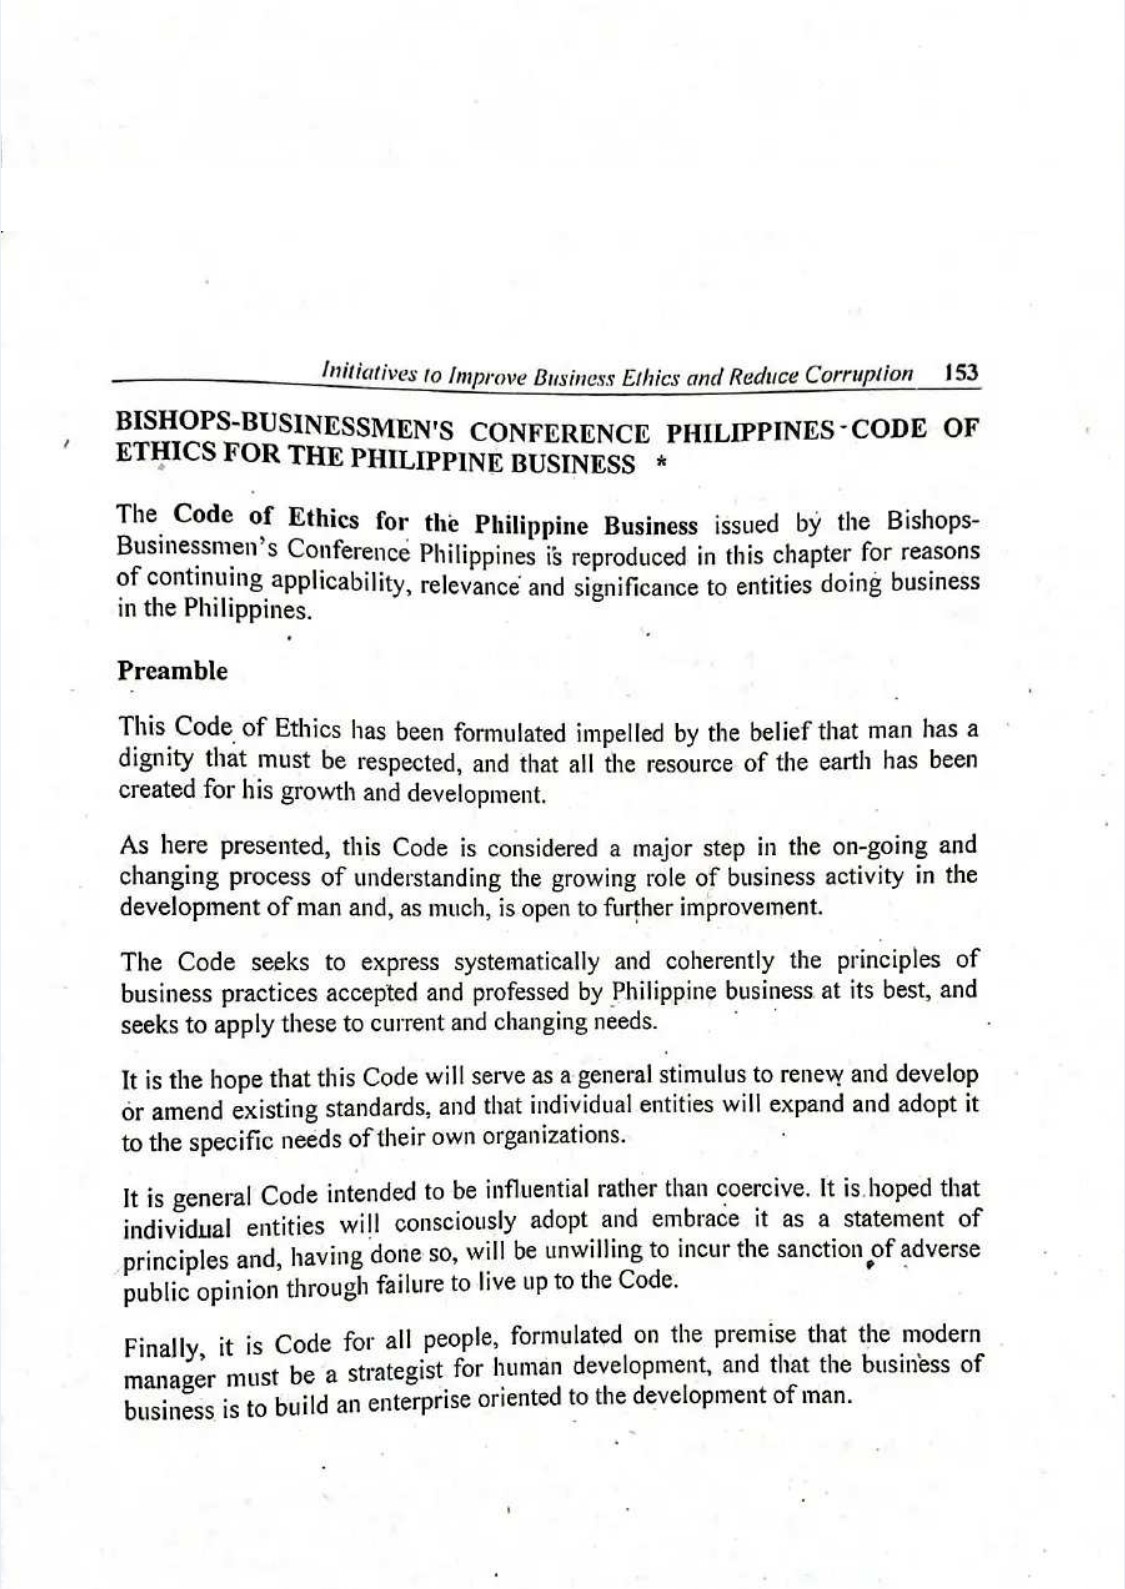 Initiatives to Improve Business Ethics and Reduce Corruption 153
BISHOPS-BUSINESSMEN'S CONFERENCE PHILIPPINES - CODE OF
ETHICS FOR THE PHILIPPINE BUSINESS *
The Code of Ethics for the Philippine Business issued by the Bishops-
Businessmen's Conference Philippines is reproduced in this chapter for reasons
of continuing applicability, relevance and significance to entities doing business
in the Philippines.
Preamble
This Code of Ethics has been formulated impelled by the belief that man has a
dignity that must be respected, and that all the resource of the earth has been
created for his growth and development.
As here presented, this Code is considered a major step in the on-going and
changing process of understanding the growing role of business activity in the
development of man and, as much, is open to further improvement.
The Code seeks to express systematically and coherently the principles of
business practices accepted and professed by Philippine business at its best, and
seeks to apply these to current and changing needs.
It is the hope that this Code will serve as a general stimulus to renew and develop
or amend existing standards, and that individual entities will expand and adopt it
to the specific needs of their own organizations.
It is general Code intended to be influential rather than coercive. It is hoped that
individual entities will consciously adopt and embrace it as a statement of
principles and, having done so, will be unwilling to incur the sanction of adverse
public opinion through failure to live up to the Code.
Finally, it is Code for all people, formulated on the premise that the modern
manager must be a strategist for human development, and that the business of
business is to build an enterprise oriented to the development of man.